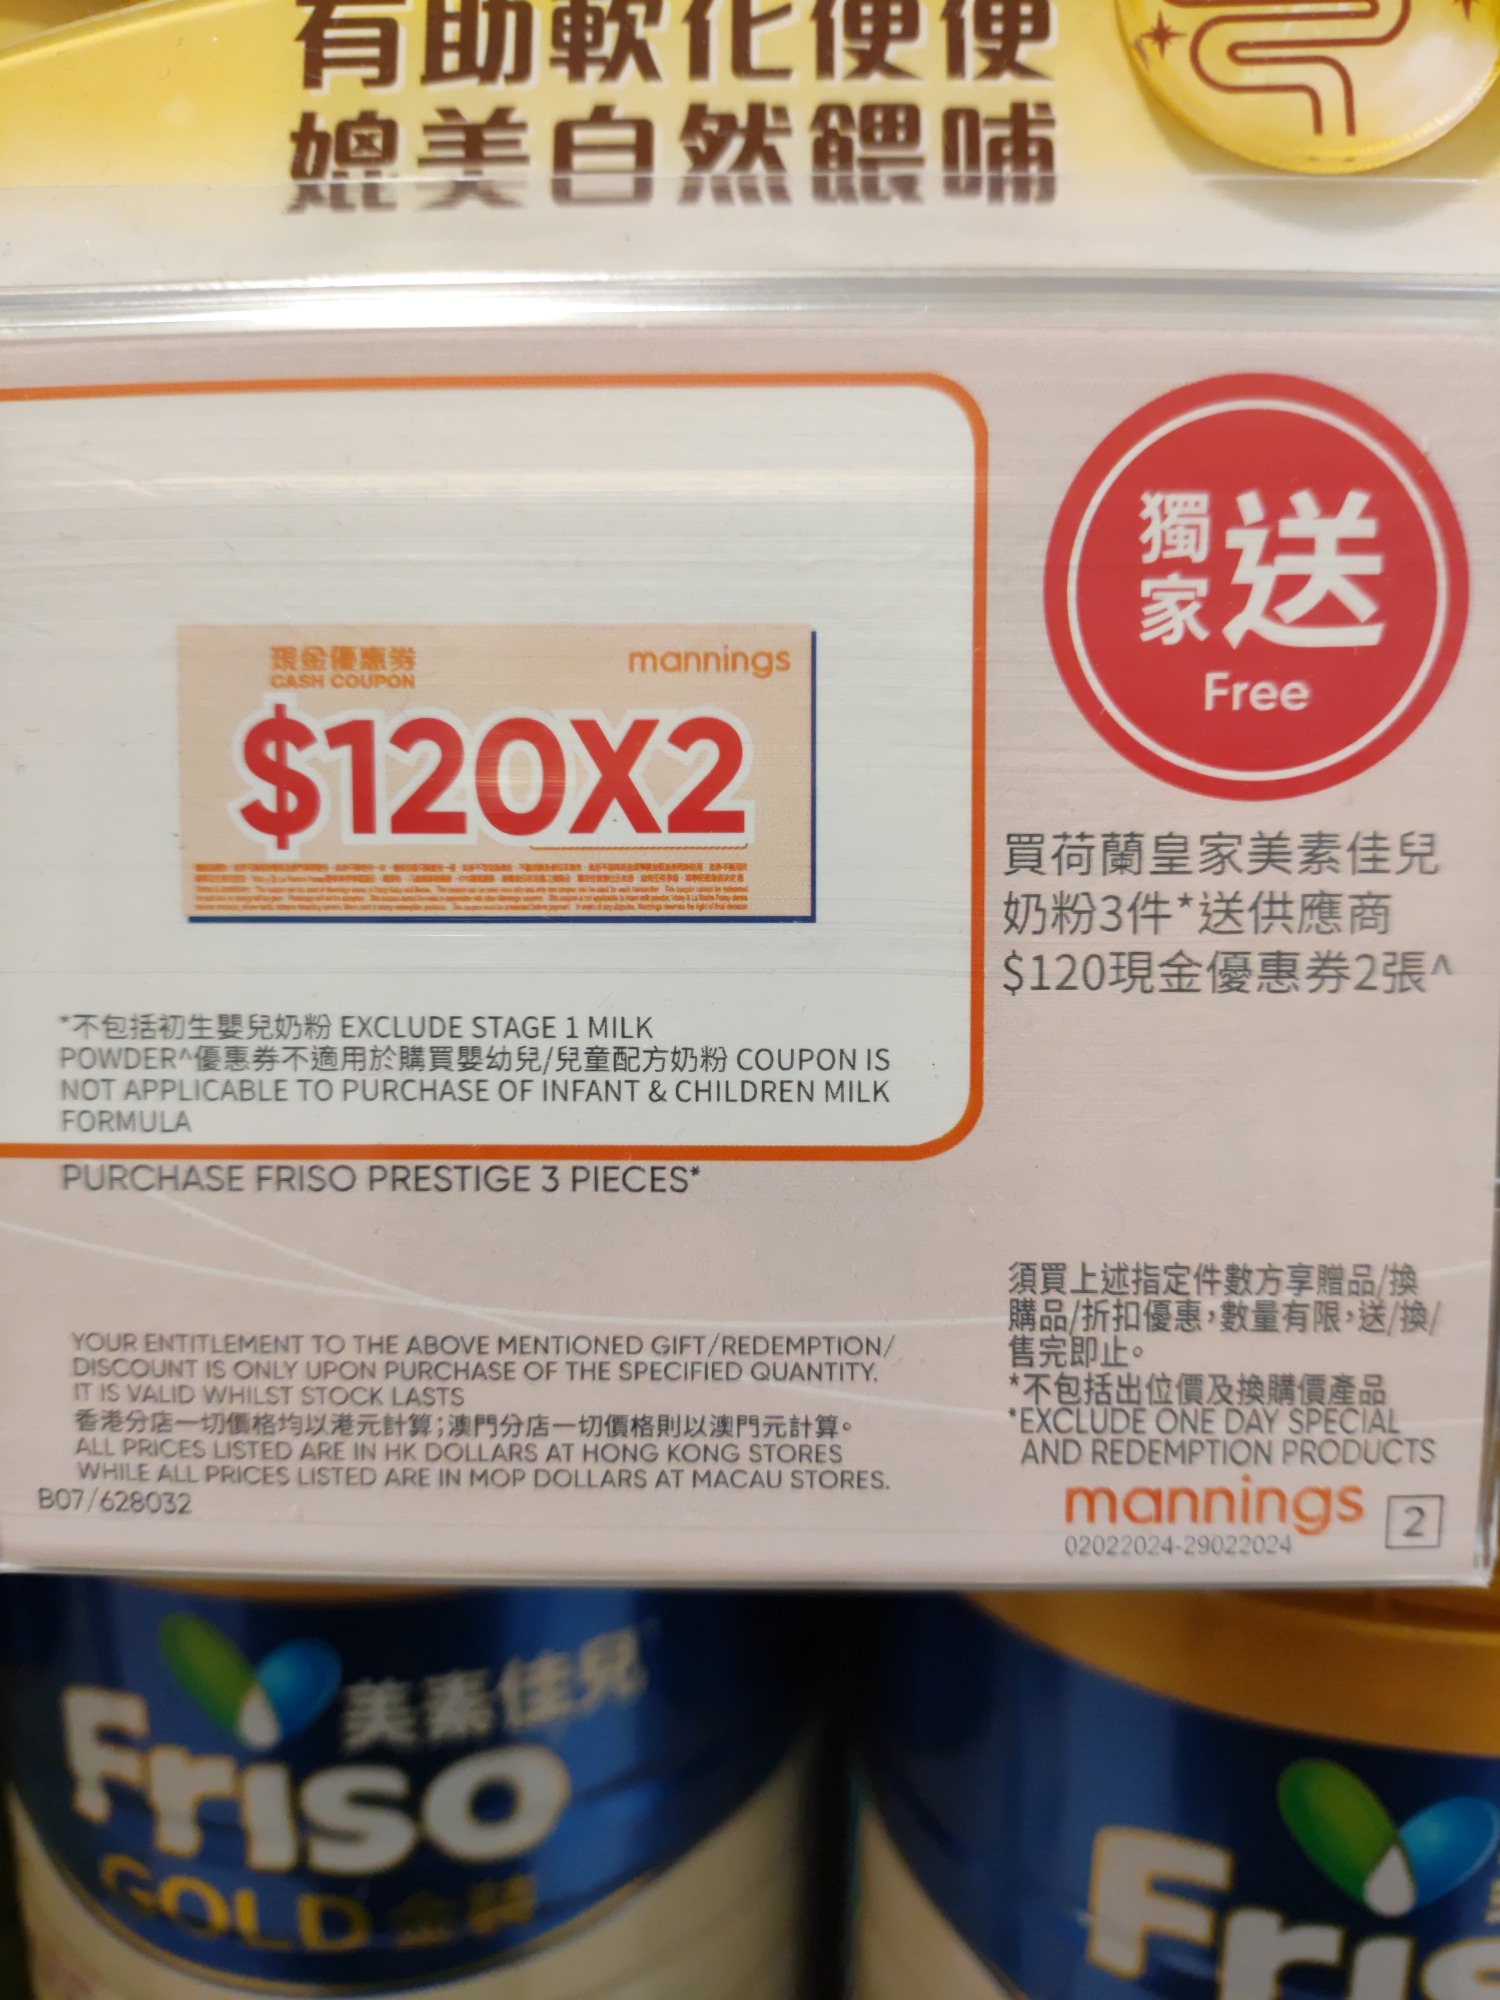 有助軟化便便
媲美自然餵哺
現金優惠券
CASH COUPON
mannings
$120X2
獨家送
Free
買荷蘭皇家美素佳兒
奶粉3件*送供應商
$120現金優惠券2張^
*不包括初生嬰兒奶粉 EXCLUDE STAGE 1 MILK
POWDER^優惠券不適用於購買嬰幼兒/兒童配方奶粉 COUPON IS
NOT APPLICABLE TO PURCHASE OF INFANT & CHILDREN MILK
FORMULA
PURCHASE FRISO PRESTIGE 3 PIECES*
須買上述指定件數方享贈品/換
購品/折扣優惠，數量有限，送/換/
售完即止。
*不包括出位價及換購價產品
*EXCLUDE ONE DAY SPECIAL
AND REDEMPTION PRODUCTS
YOUR ENTITLEMENT TO THE ABOVE MENTIONED GIFT/REDEMPTION/
DISCOUNT IS ONLY UPON PURCHASE OF THE SPECIFIED QUANTITY.
IT IS VALID WHILST STOCK LASTS
香港分店一切價格均以港元計算；澳門分店一切價格則以澳門元計算。
ALL PRICES LISTED ARE IN HK DOLLARS AT HONG KONG STORES
WHILE ALL PRICES LISTED ARE IN MOP DOLLARS AT MACAU STORES.
B07/628032
mannings
2
02022024-29022024
美素佳兒
Friso
GOLD 金裝
Fris